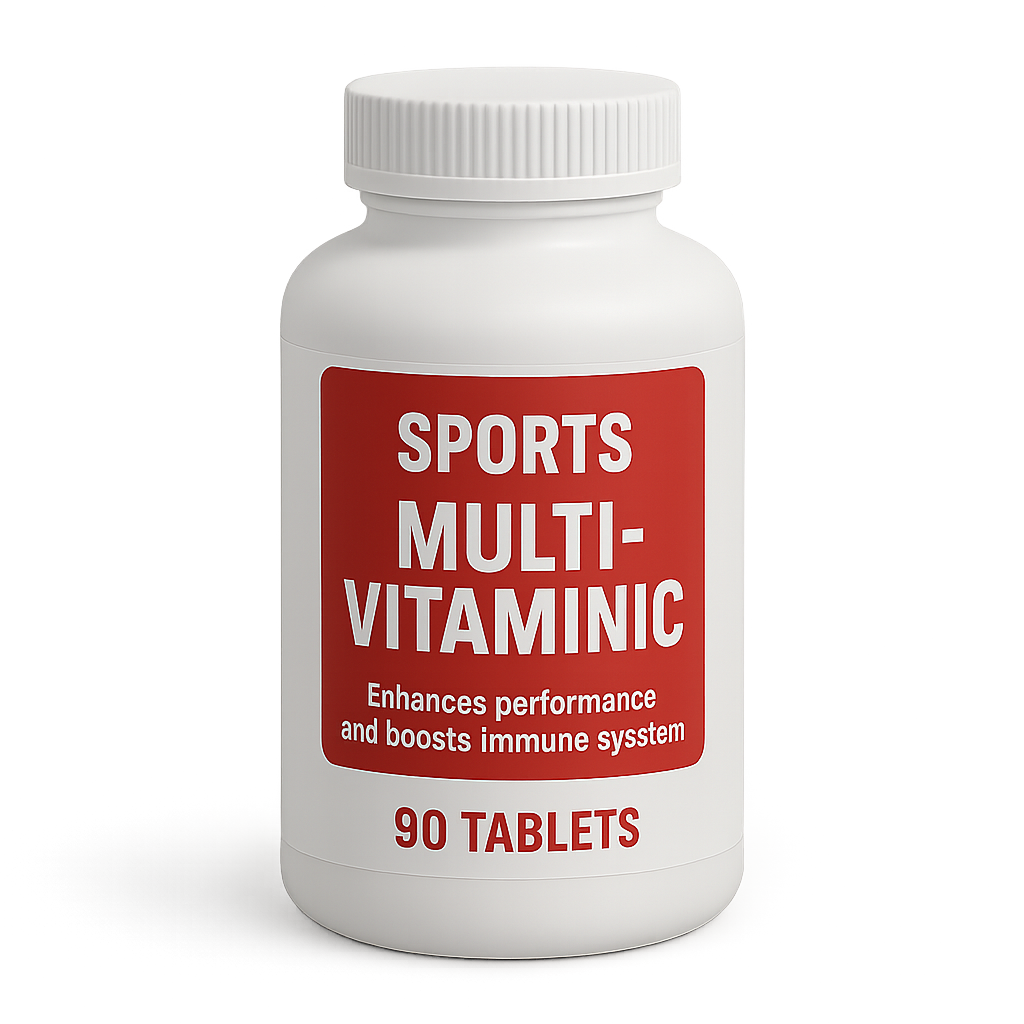 SPORTS
MULTI-
VITAMINIC
Enhances performance
and boosts immune sysstem
90 TABLETS